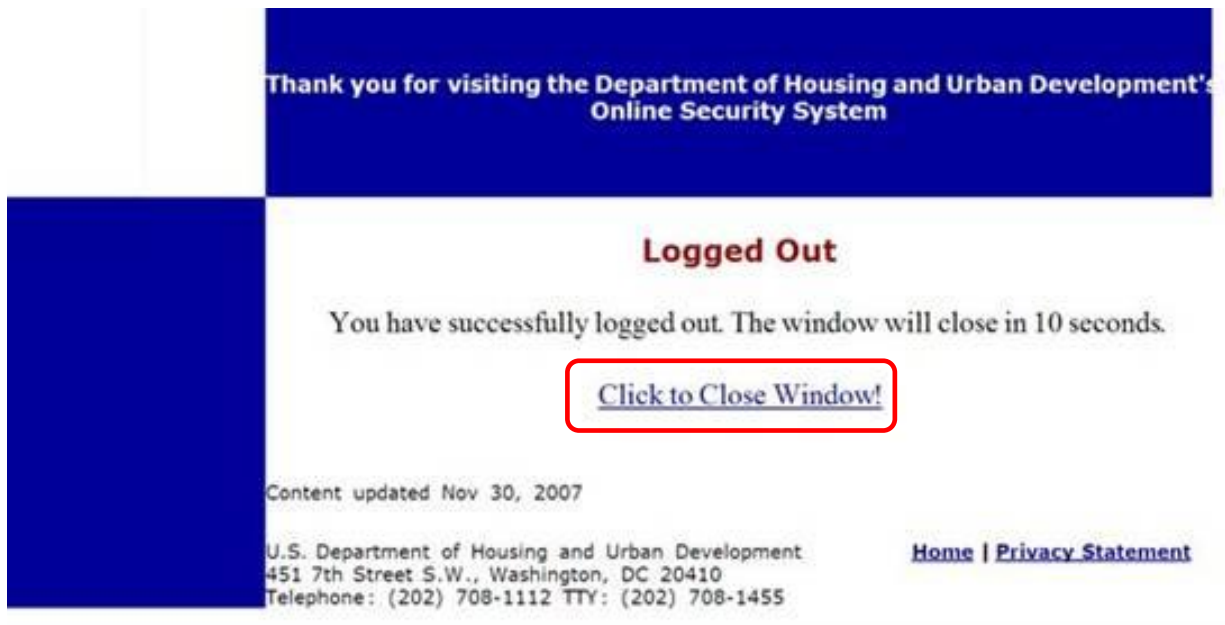 Thank you for visiting the Department of Housing and Urban Development's
Online Security System
Logged Out
You have successfully logged out. The window will close in 10 seconds.
Click to Close Window!
Content updated Nov 30, 2007
U.S. Department of Housing and Urban Development
Home | Privacy Statement
451 7th Street S.W., Washington, DC 20410
Telephone: (202) 708-1112 TTY: (202) 708-1455